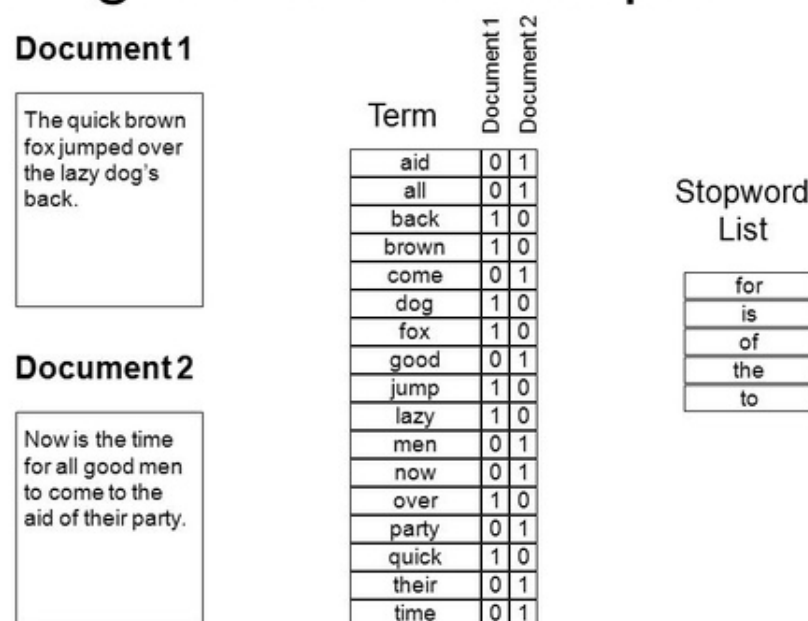 Document 1
The quick brown
fox jumped over
the lazy dog's
back.
Document 2
Now is the time
for all good men
to come to the
aid of their party.
Term Document 1 Document 2
aid 0 1
all 0 1
back 1 0
brown 1 0
come 0 1
dog 1 0
fox 1 0
good 0 1
jump 1 0
lazy 1 0
men 0 1
now 0 1
over 1 0
party 0 1
quick 1 0
their 0 1
time 0 1
Stopword
List
for
is
of
the
to